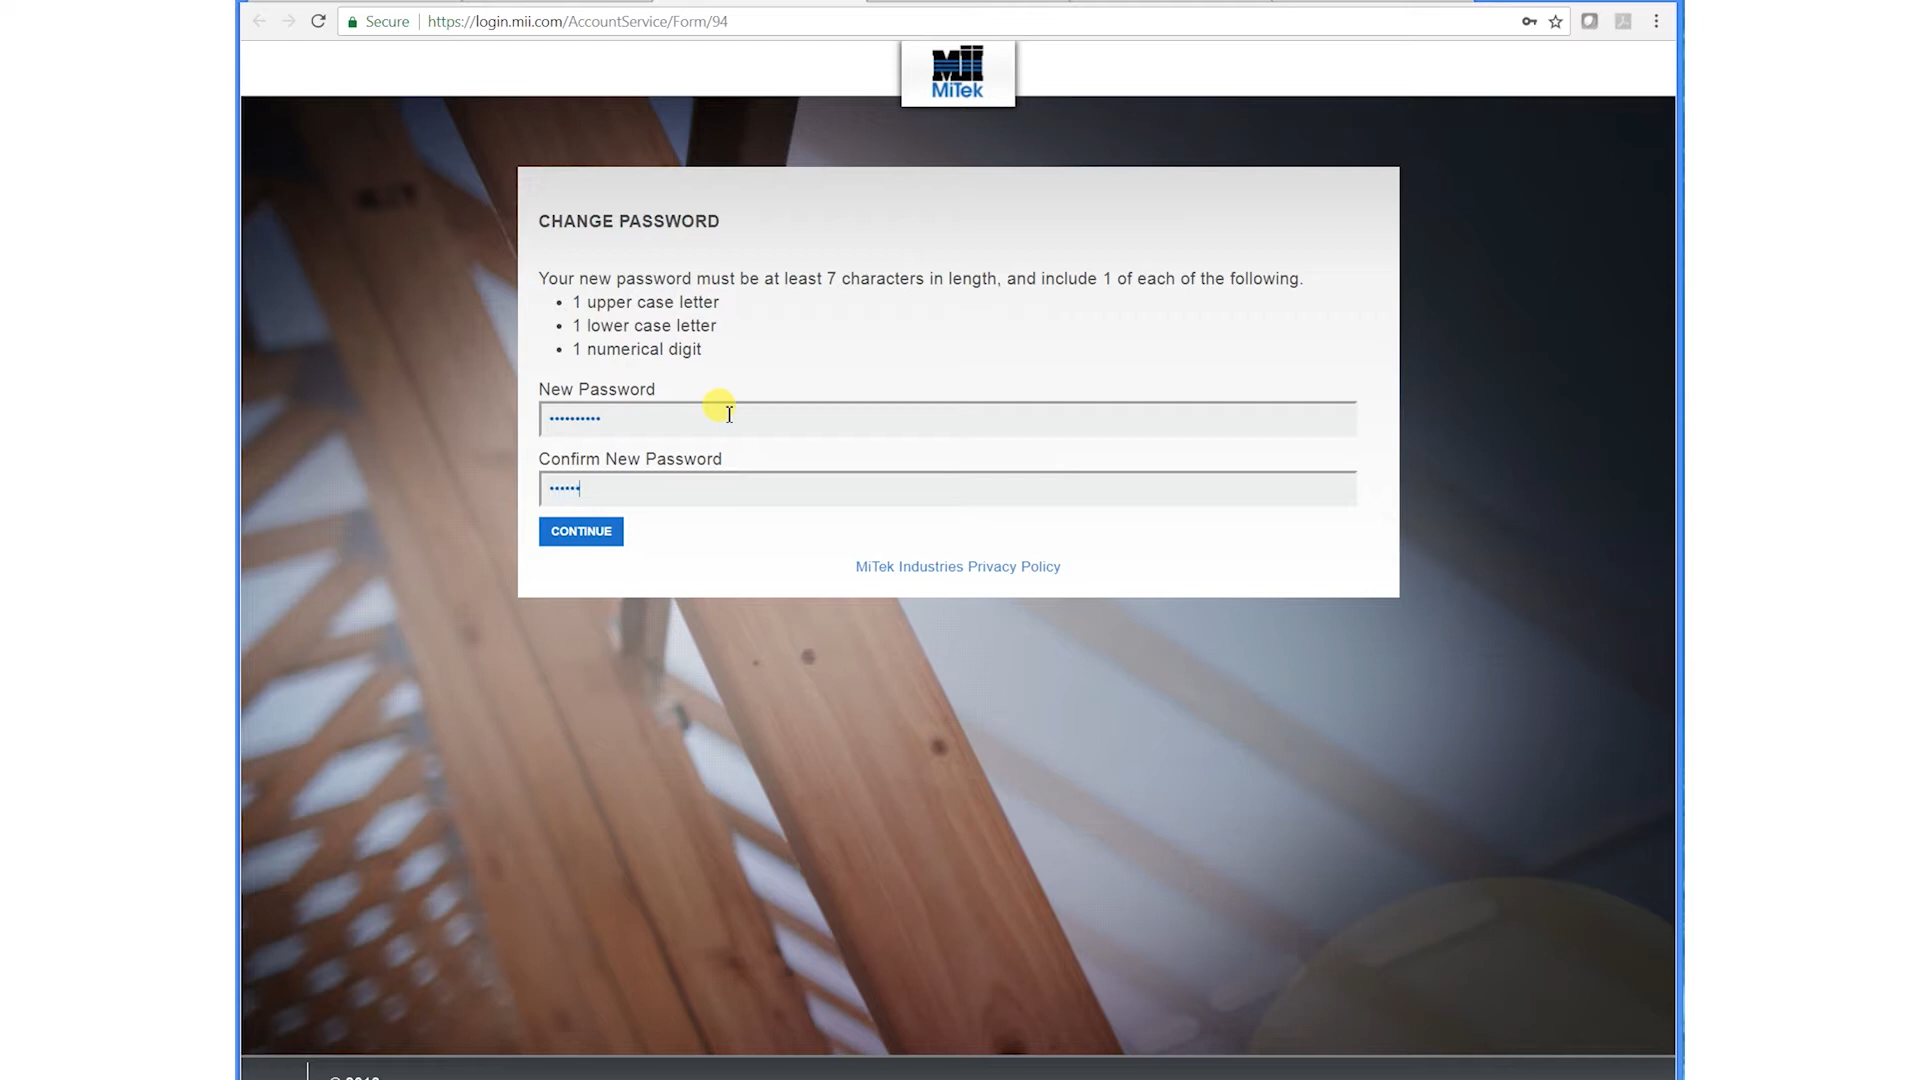 Secure
https://login.mii.com/AccountService/Form/94
Mii
MiTek
CHANGE PASSWORD
Your new password must be at least 7 characters in length, and include 1 of each of the following.
• 1 upper case letter
• 1 lower case letter
• 1 numerical digit
New Password
••••••••••
Confirm New Password
••••••
CONTINUE
MiTek Industries Privacy Policy